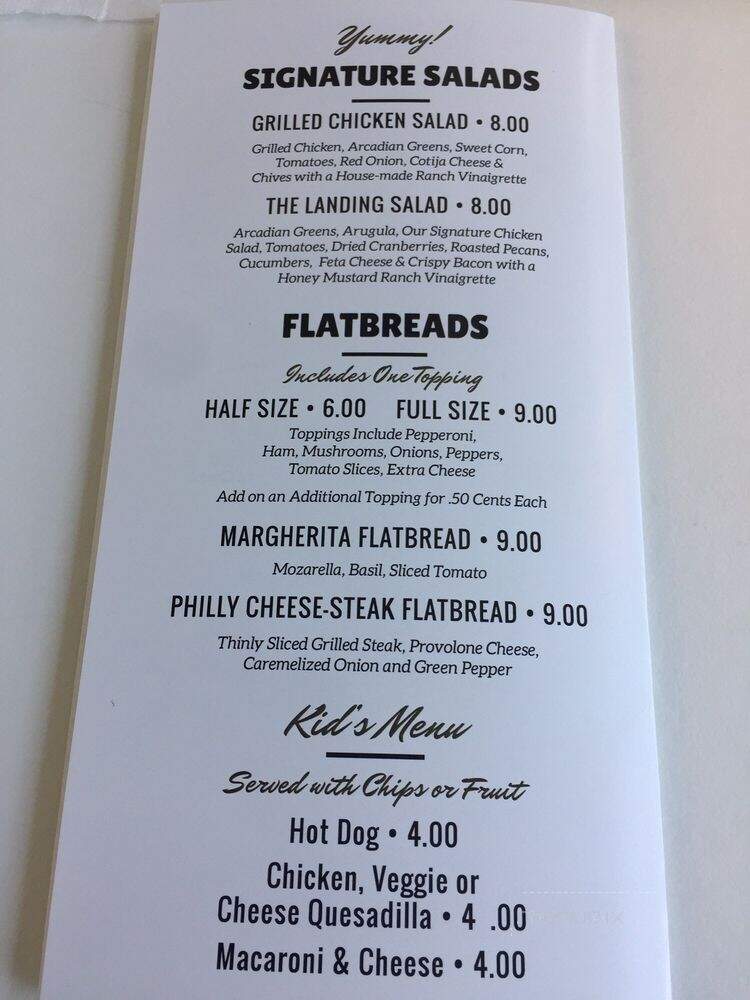 Yummy!
SIGNATURE SALADS
GRILLED CHICKEN SALAD • 8.00
Grilled Chicken, Arcadian Greens, Sweet Corn,
Tomatoes, Red Onion, Cotija Cheese &
Chives with a House-made Ranch Vinaigrette
THE LANDING SALAD • 8.00
Arcadian Greens, Arugula, Our Signature Chicken
Salad, Tomatoes, Dried Cranberries, Roasted Pecans,
Cucumbers, Feta Cheese & Crispy Bacon with a
Honey Mustard Ranch Vinaigrette
FLATBREADS
Includes One Topping
HALF SIZE • 6.00 FULL SIZE • 9.00
Toppings Include Pepperoni,
Ham, Mushrooms, Onions, Peppers,
Tomato Slices, Extra Cheese
Add on an Additional Topping for .50 Cents Each
MARGHERITA FLATBREAD • 9.00
Mozarella, Basil, Sliced Tomato
PHILLY CHEESE-STEAK FLATBREAD • 9.00
Thinly Sliced Grilled Steak, Provolone Cheese,
Caremelized Onion and Green Pepper
Kid's Menu
Served with Chips or Fruit
Hot Dog • 4.00
Chicken, Veggie or
Cheese Quesadilla • 4 .00
Macaroni & Cheese • 4.00